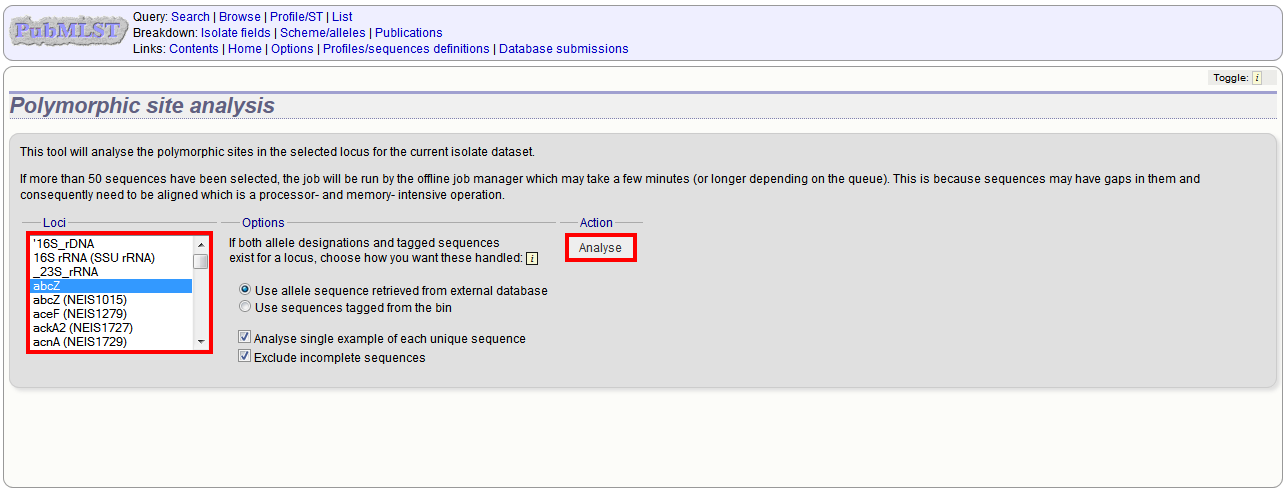 PubMLST
Query: Search | Browse | Profile/ST | List
Breakdown: Isolate fields | Scheme/alleles | Publications
Links: Contents | Home | Options | Profiles/sequences definitions | Database submissions
Toggle: i
Polymorphic site analysis
This tool will analyse the polymorphic sites in the selected locus for the current isolate dataset.
If more than 50 sequences have been selected, the job will be run by the offline job manager which may take a few minutes (or longer depending on the queue). This is because sequences may have gaps in them and
consequently need to be aligned which is a processor- and memory- intensive operation.
Loci
'16S_rDNA
16S rRNA (SSU rRNA)
_23S_rRNA
abcZ
abcZ (NEIS1015)
aceF (NEIS1279)
ackA2 (NEIS1727)
acnA (NEIS1729)
Options
If both allele designations and tagged sequences
exist for a locus, choose how you want these handled: i
Use allele sequence retrieved from external database
Use sequences tagged from the bin
Analyse single example of each unique sequence
Exclude incomplete sequences
Action
Analyse